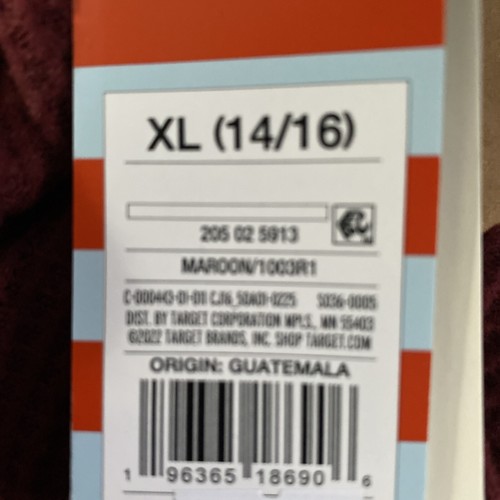 XL (14/16)
205 02 5913
MAROON/1003R1
DIST. BY TARGET CORPORATION MPLS., MN 55403
©2022 TARGET BRANDS, INC. SHOP TARGET.COM
ORIGIN: GUATEMALA
1 96365 18690 6